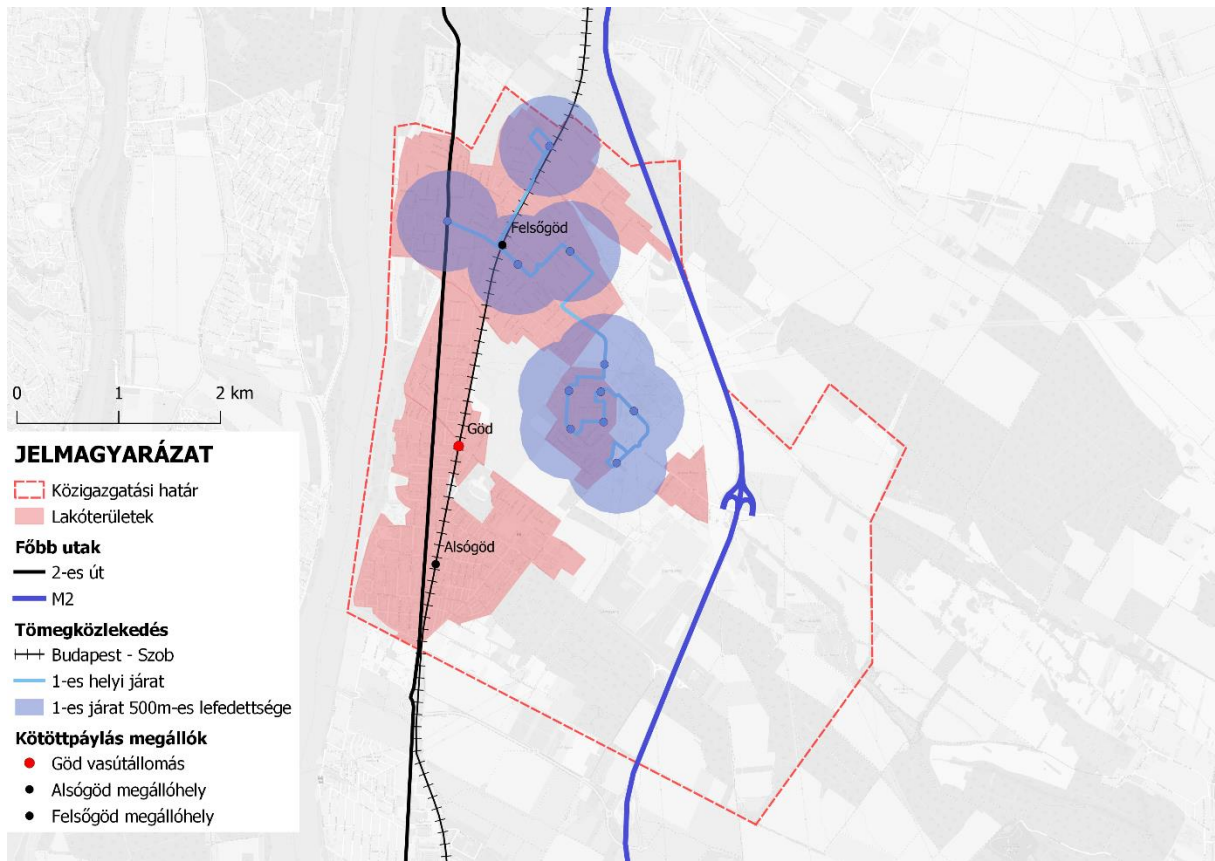 Felsőgöd
0 1 2 km
Göd
Alsógöd
JELMAGYARÁZAT
Közigazgatási határ
Lakóterületek
Főbb utak
2-es út
M2
Tömegközlekedés
Budapest - Szob
1-es helyi járat
1-es járat 500m-es lefedettsége
Kötöttpáylás megállók
Göd vasútállomás
Alsógöd megállóhely
Felsőgöd megállóhely